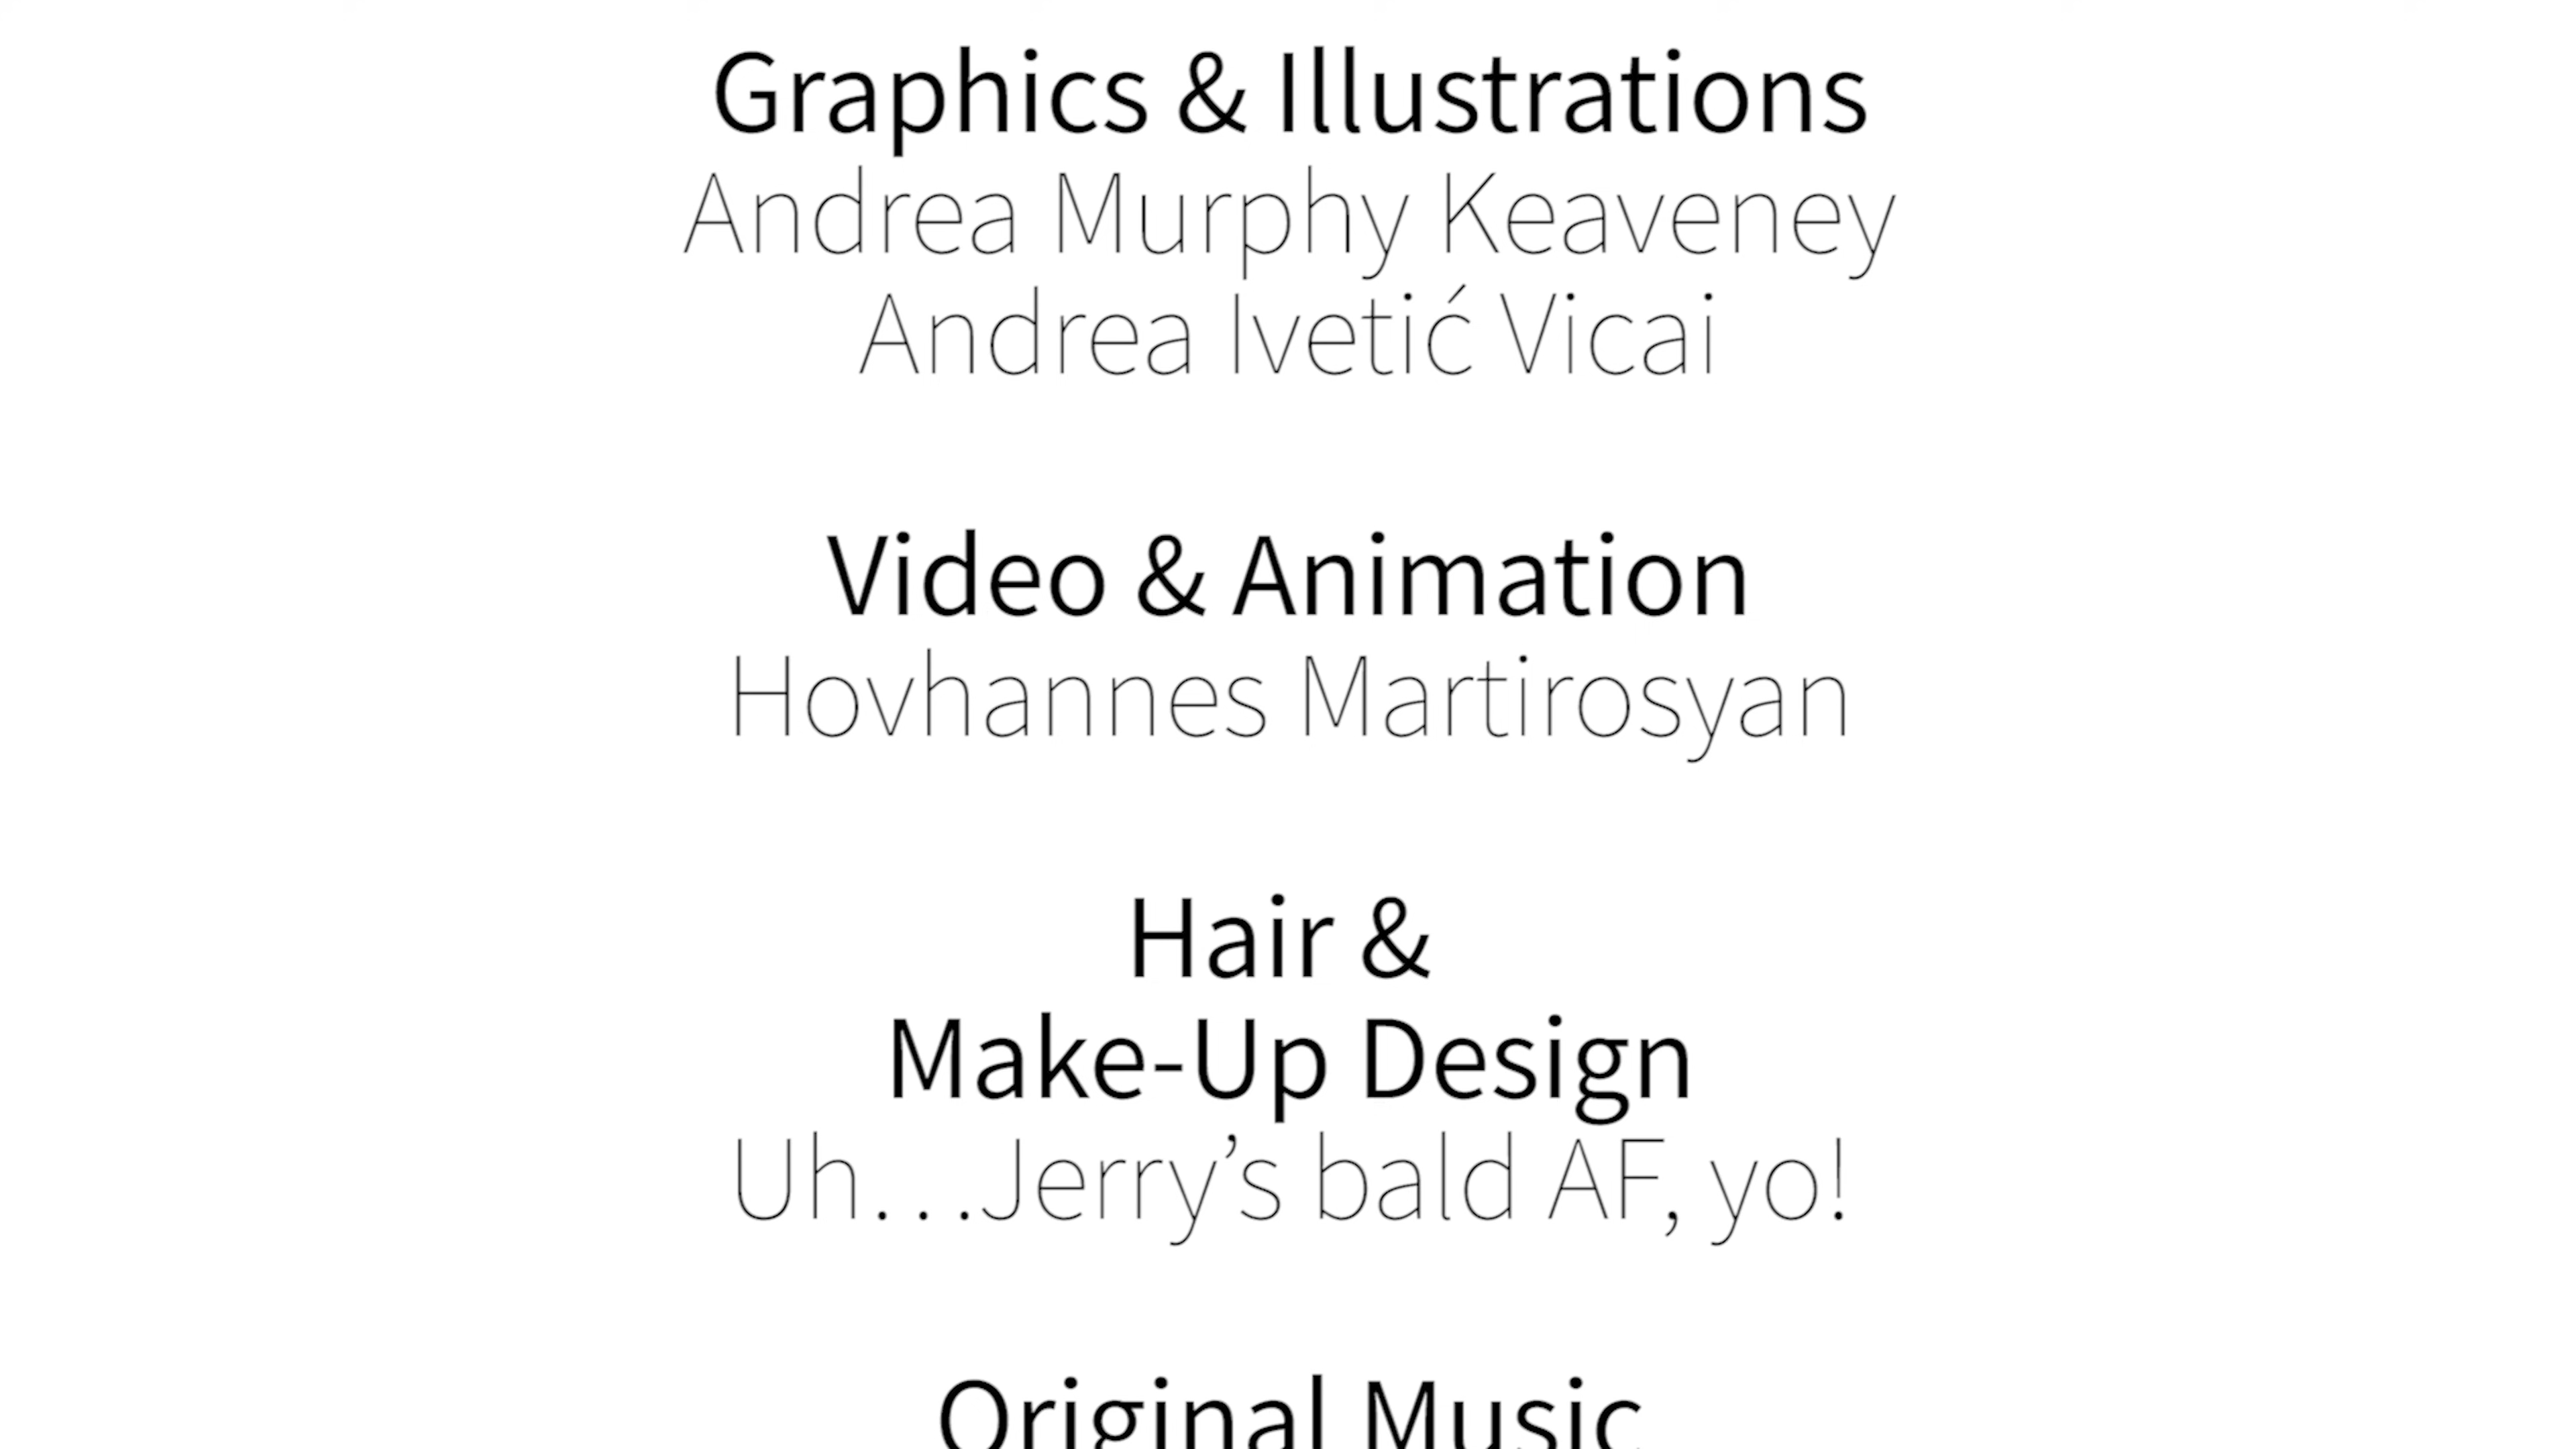 Graphics & Illustrations
Andrea Murphy Keaveney
Andrea Ivetić Vicai
Video & Animation
Hovhannes Martirosyan
Hair &
Make-Up Design
Uh…Jerry’s bald AF, yo!
Original Music